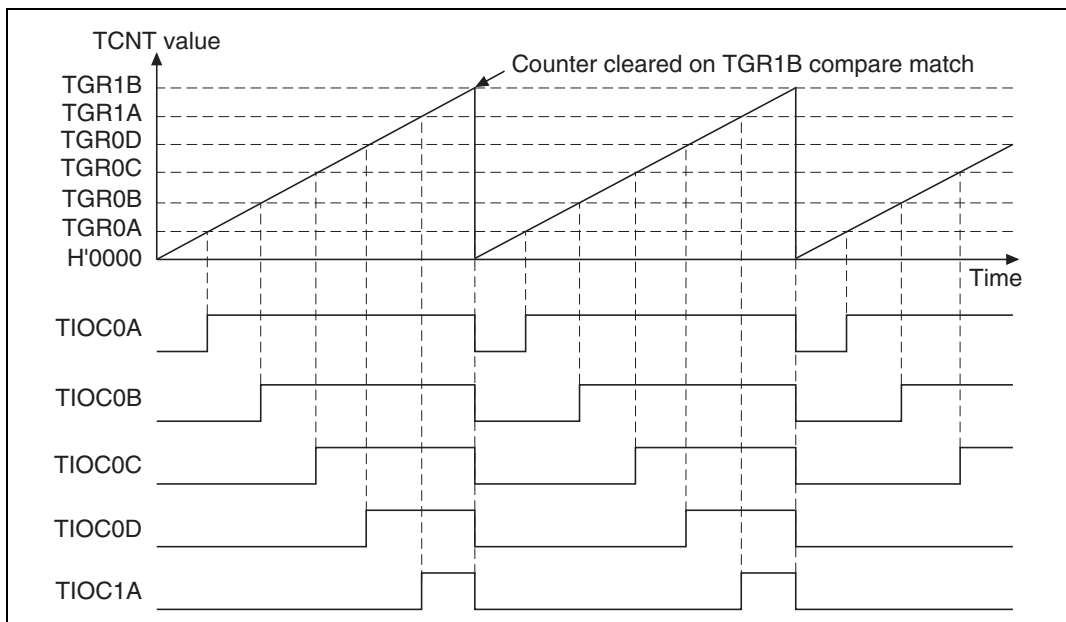 TCNT value
Counter cleared on TGR1B compare match
TGR1B
TGR1A
TGR0D
TGR0C
TGR0B
TGR0A
H'0000
Time
TIOC0A
TIOC0B
TIOC0C
TIOC0D
TIOC1A